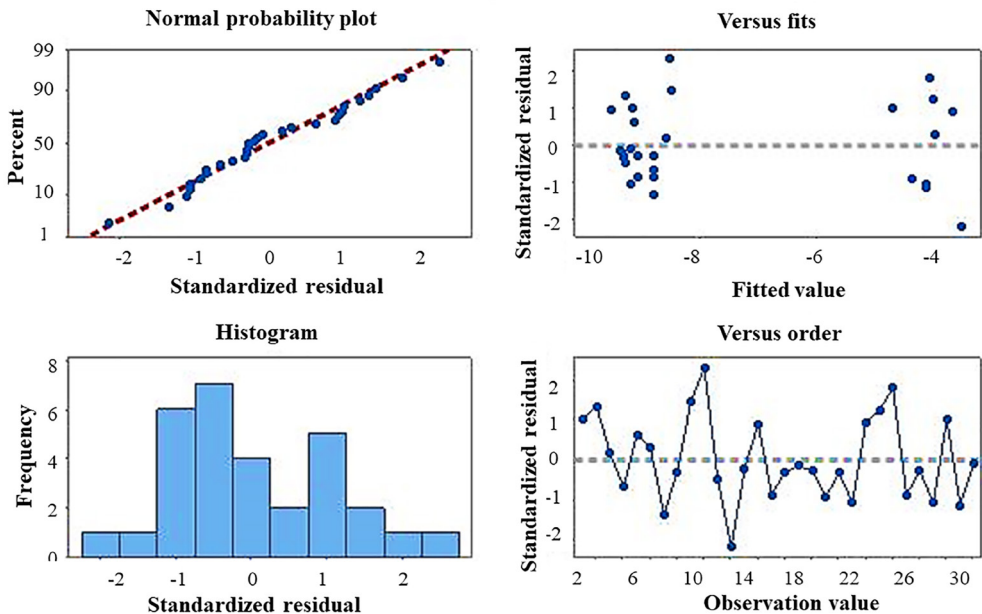 Normal probability plot
Percent
99
90
50
10
1
-2 -1 0 1 2
Standardized residual
Versus fits
Standardized residual
2
1
0
-1
-2
-10 -8 -6 -4
Fitted value
Histogram
Frequency
8
6
4
2
0
-2 -1 0 1 2
Standardized residual
Versus order
Standardized residual
2
1
0
-1
-2
2 6 10 14 18 22 26 30
Observation value